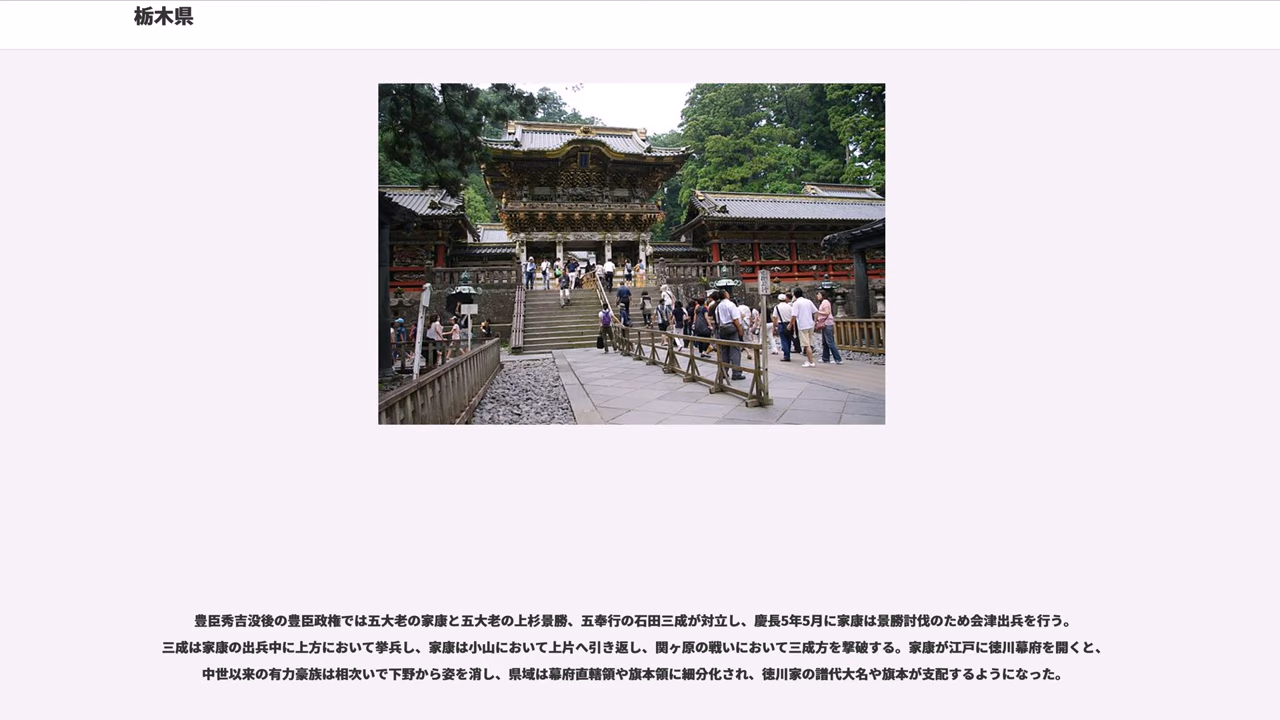 栃木県
豊臣秀吉没後の豊臣政権では五大老の家康と五大老の上杉景勝、五奉行の石田三成が対立し、慶長5年5月に家康は景勝討伐のため会津出兵を行う。
三成は家康の出兵中に上方において挙兵し、家康は小山において上片へ引き返し、関ヶ原の戦いにおいて三成方を撃破する。家康が江戸に徳川幕府を開くと、
中世以来の有力豪族は相次いで下野から姿を消し、県域は幕府直轄領や旗本領に細分化され、徳川家の譜代大名や旗本が支配するようになった。